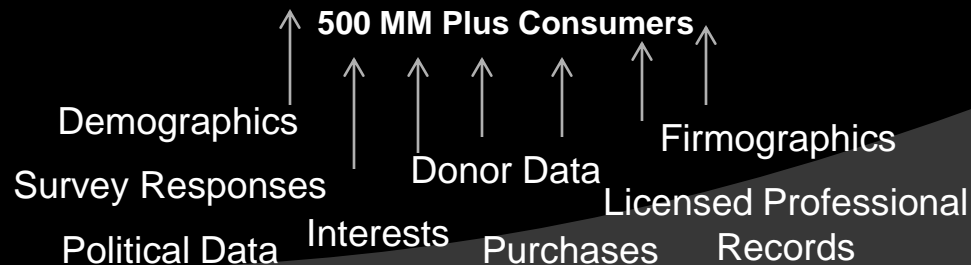 500 MM Plus Consumers
Demographics
Firmographics
Survey Responses
Donor Data
Licensed Professional
Records
Political Data
Interests
Purchases